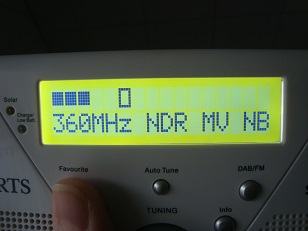 Solar
Charger
Low Batt.
360MHz NDR MV NB
Favourite
Auto Tune
DAB/FM
RTS
TUNING
Info